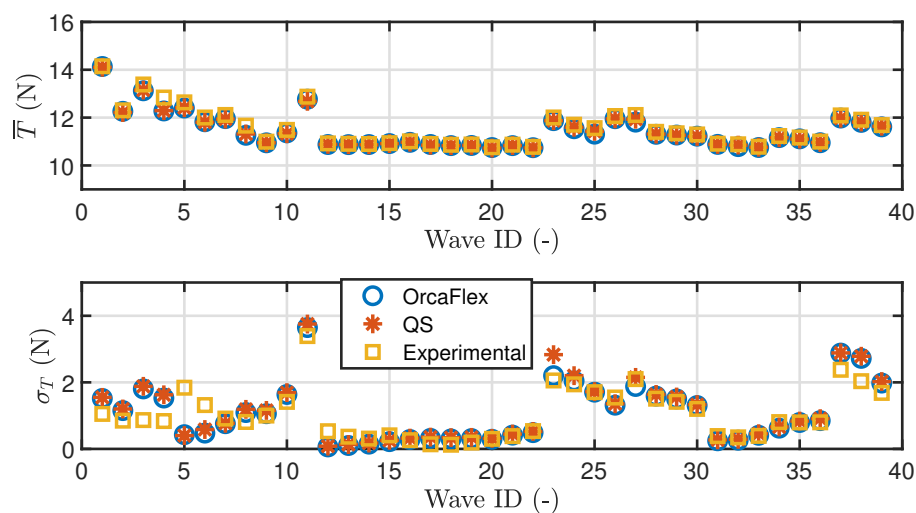 16
14
12
10
8
T̅ (N)
0 5 10 15 20 25 30 35 40
Wave ID (-)
4
2
0
σ_T (N)
OrcaFlex
QS
Experimental
0 5 10 15 20 25 30 35 40
Wave ID (-)